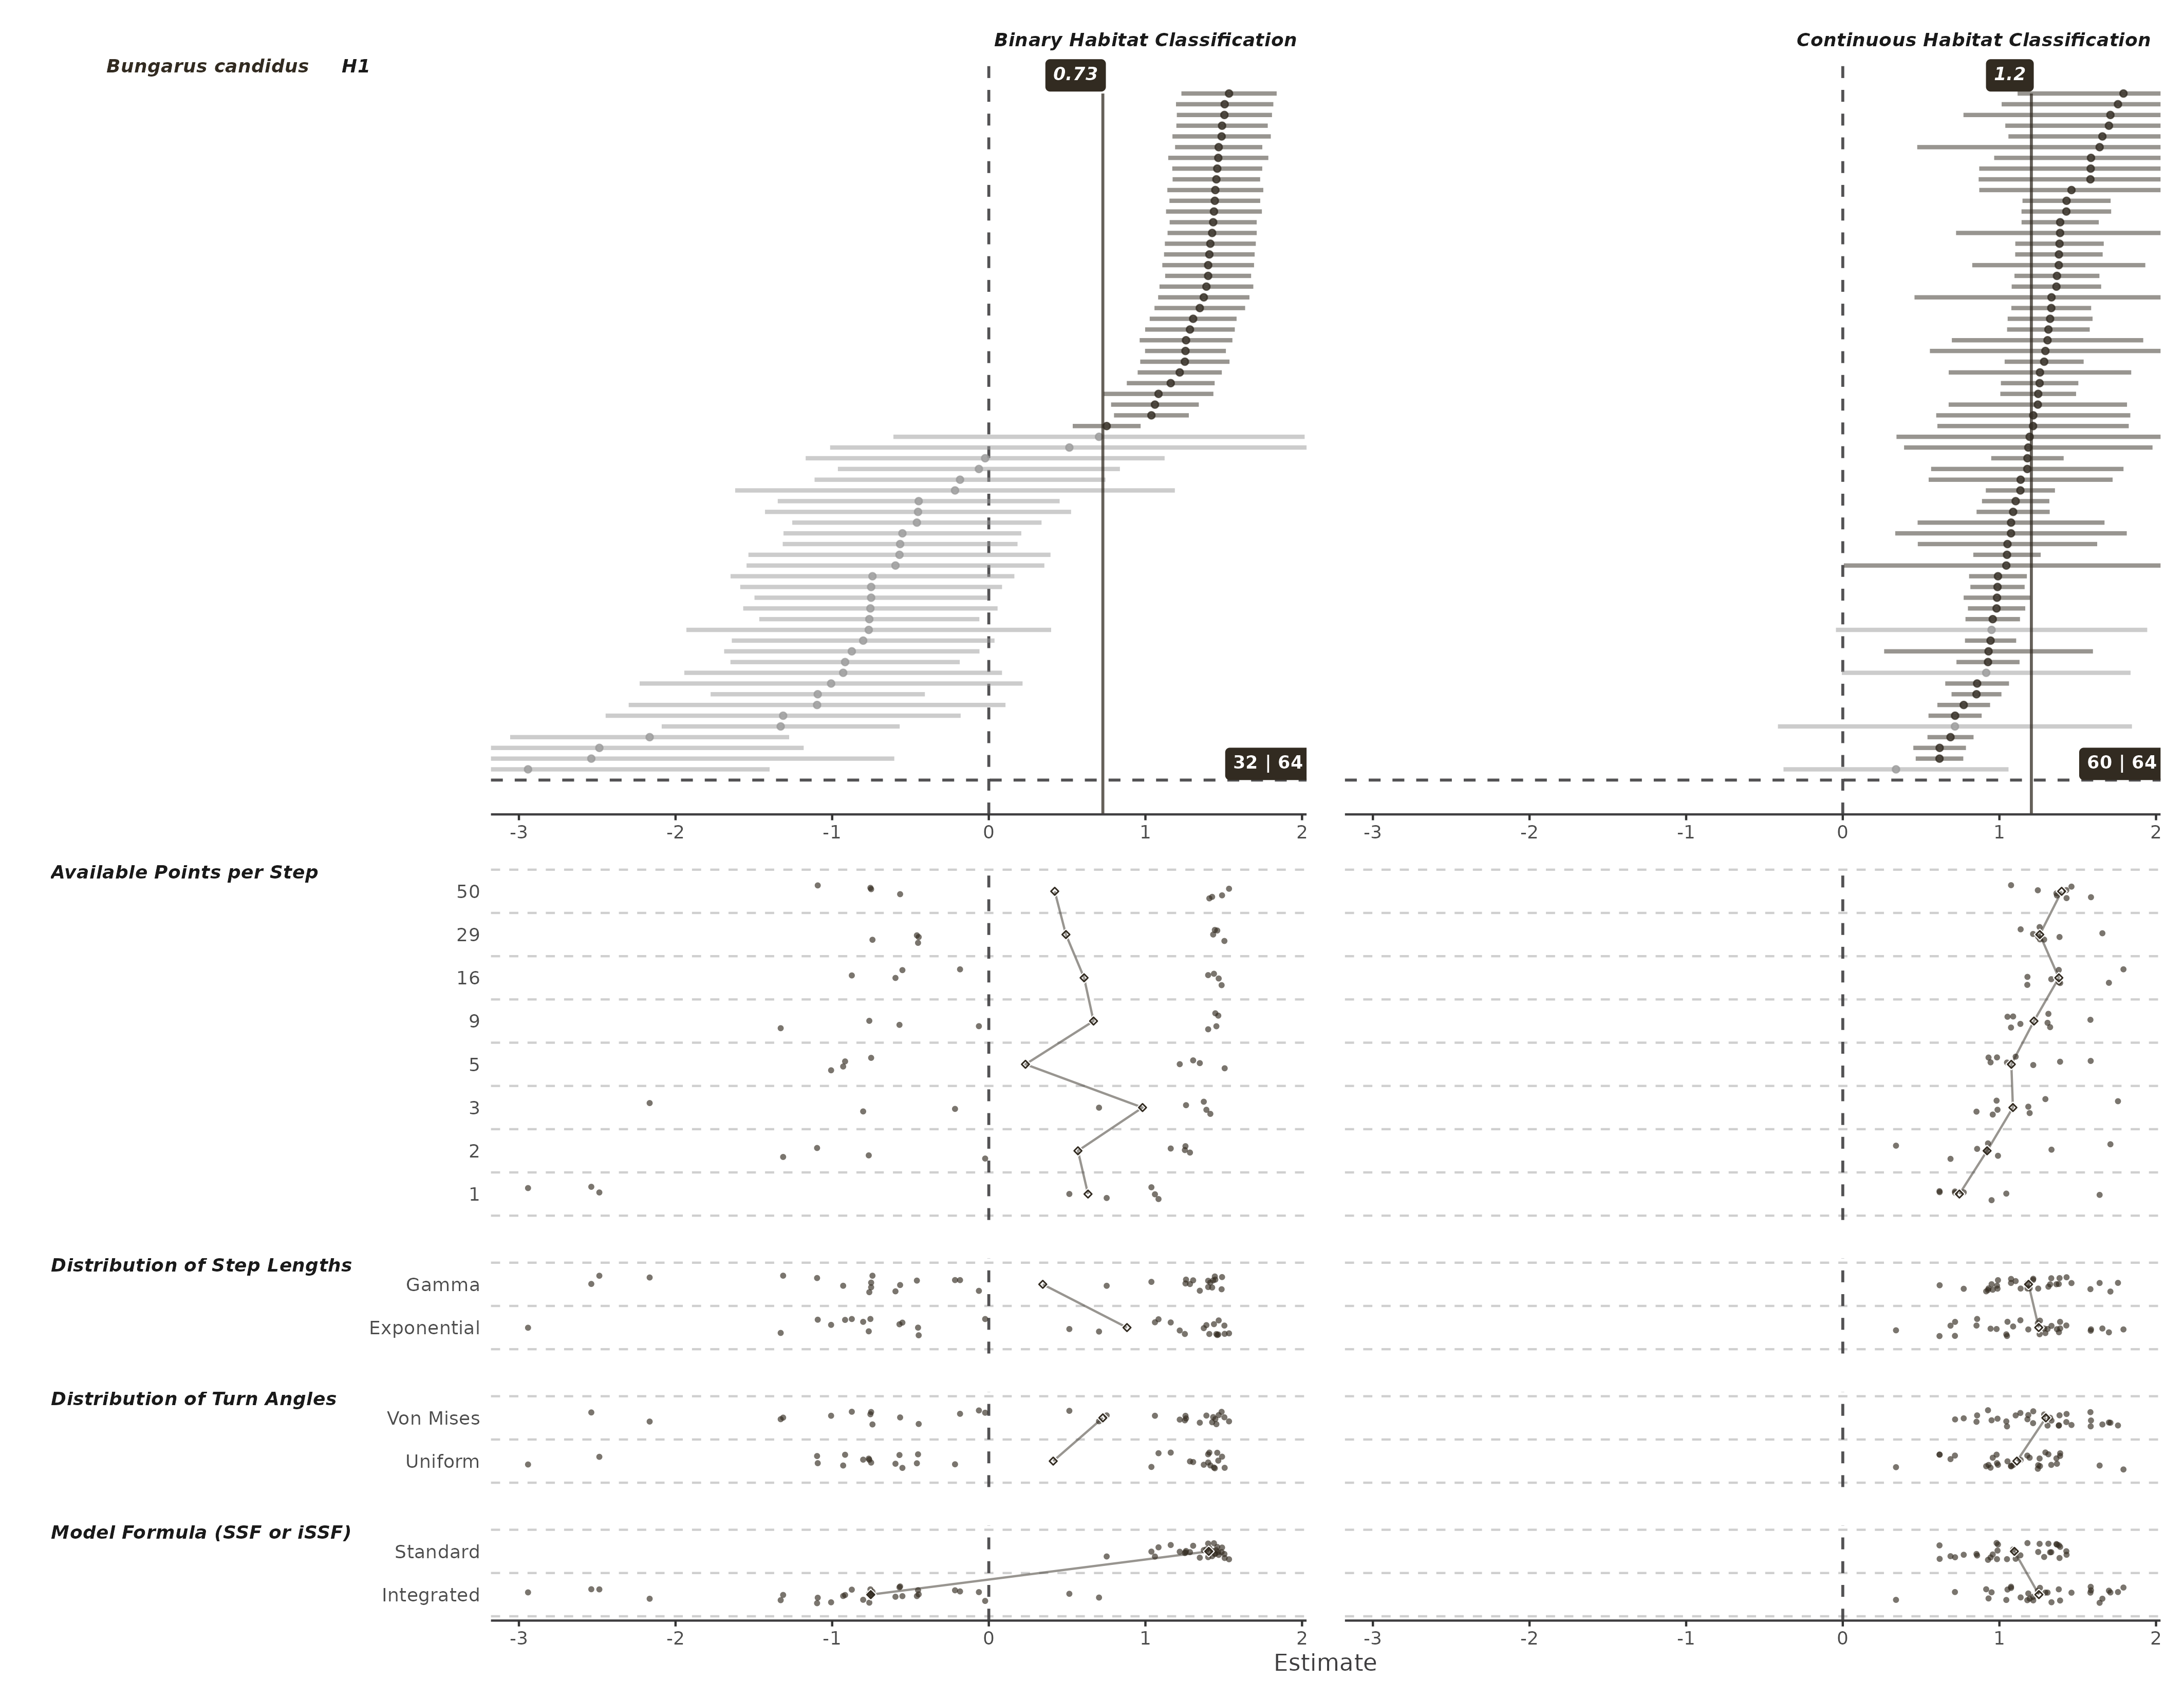 Binary Habitat Classification
Continuous Habitat Classification
Bungarus candidus H1
0.73
1.2
32 | 64
60 | 64
-3 -2 -1 0 1 2
-3 -2 -1 0 1 2
Available Points per Step
50
29
16
9
5
3
2
1
Distribution of Step Lengths
Gamma
Exponential
Distribution of Turn Angles
Von Mises
Uniform
Model Formula (SSF or iSSF)
Standard
Integrated
-3 -2 -1 0 1 2
-3 -2 -1 0 1 2
Estimate